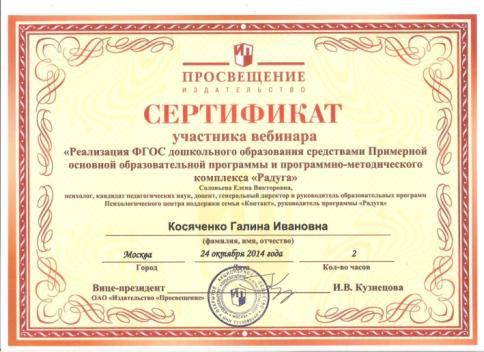 ПРОСВЕЩЕНИЕ
ИЗДАТЕЛЬСТВО
СЕРТИФИКАТ
участника вебинара
«Реализация ФГОС дошкольного образования средствами Примерной
основной образовательной программы и программно-методического
комплекса «Радуга»
Соловьева Елена Викторовна,
психолог, кандидат педагогических наук, доцент, генеральный директор и руководитель образовательных программ
Психологического центра поддержки семьи «Контакт», руководитель программы «Радуга»
Косяченко Галина Ивановна
(фамилия, имя, отчество)
Москва 24 октября 2014 года 2
Город Дата Кол-во часов
Вице-президент И.В. Кузнецова
ОАО «Издательство «Просвещение»